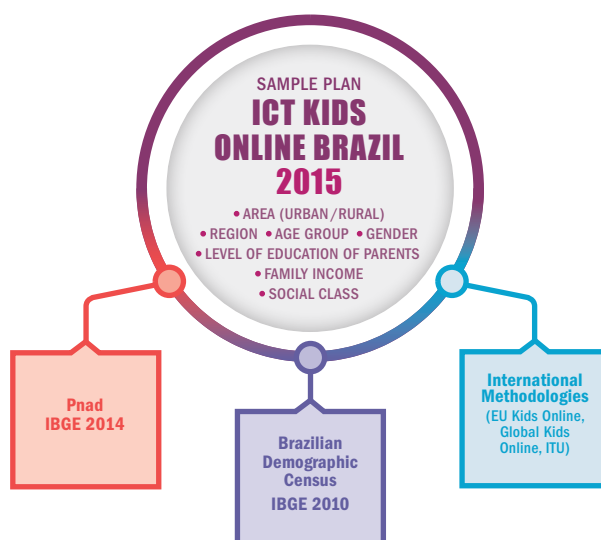 SAMPLE PLAN
ICT KIDS
ONLINE BRAZIL
2015
• AREA (URBAN/RURAL)
• REGION • AGE GROUP • GENDER
• LEVEL OF EDUCATION OF PARENTS
• FAMILY INCOME
• SOCIAL CLASS
Pnad
IBGE 2014
Brazilian
Demographic
Census
IBGE 2010
International
Methodologies
(EU Kids Online,
Global Kids
Online, ITU)